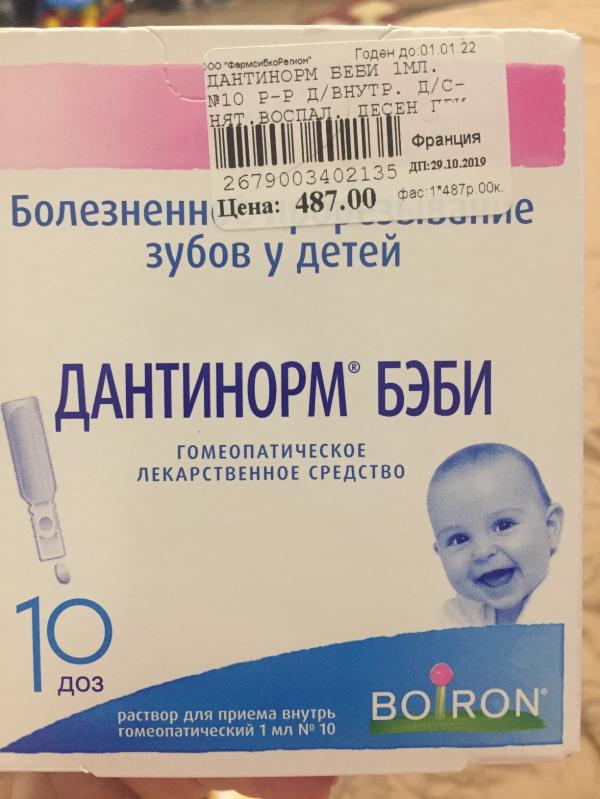 ООО "ФармсибкоРегион" Годен до:01.01.22
ДАНТИНОРМ БЕБИ 1МЛ.
№10 Р-Р Д/ВНУТР. Д/С-
НЯТ.ВОСПАЛ. ДЕСЕН
Франция
2679003402135 ДП:29.10.2019
Цена: 487.00 фас:1*487р.00к.
Болезненн прорезывание
зубов у детей
ДАНТИНОРМ® БЭБИ
ГОМЕОПАТИЧЕСКОЕ
ЛЕКАРСТВЕННОЕ СРЕДСТВО
10
доз
раствор для приема внутрь
гомеопатический 1 мл № 10
BOIRON®